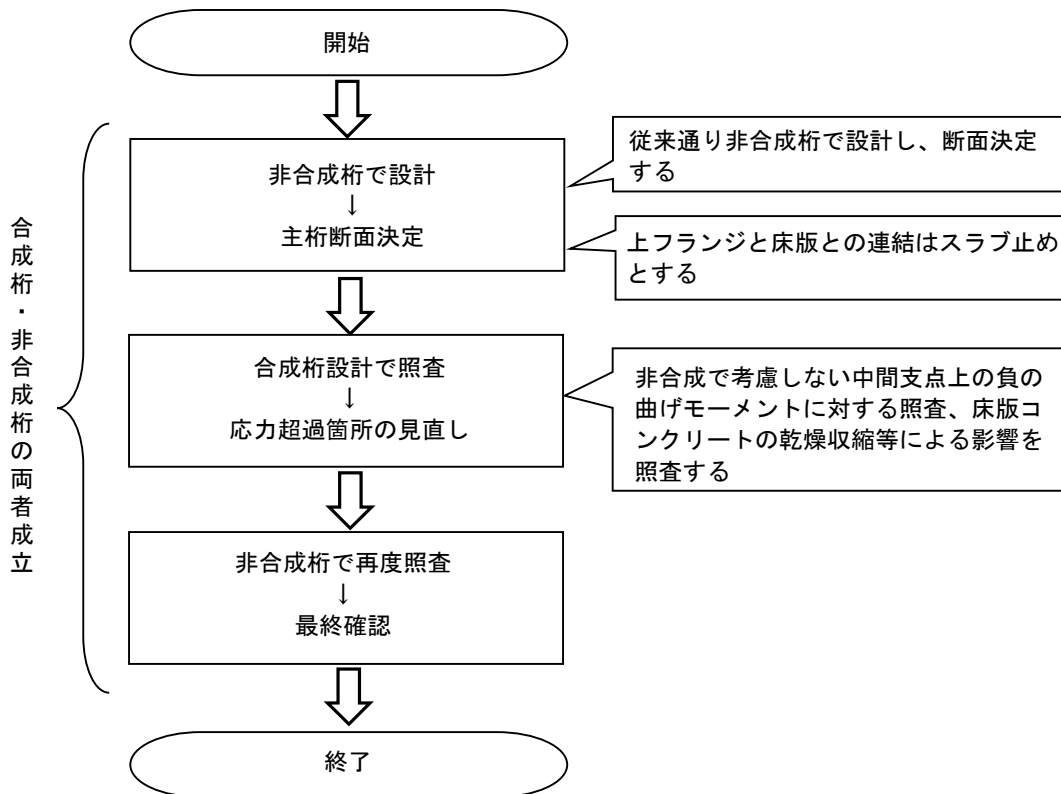 開始
合成桁・非合成桁の両者成立
非合成桁で設計
↓
主桁断面決定
従来通り非合成桁で設計し、断面決定
する
上フランジと床版との連結はスラブ止め
とする
合成桁設計で照査
↓
応力超過箇所の見直し
非合成で考慮しない中間支点上の負の
曲げモーメントに対する照査、床版コ
ンクリートの乾燥収縮等による影響を
照査する
非合成桁で再度照査
↓
最終確認
終了